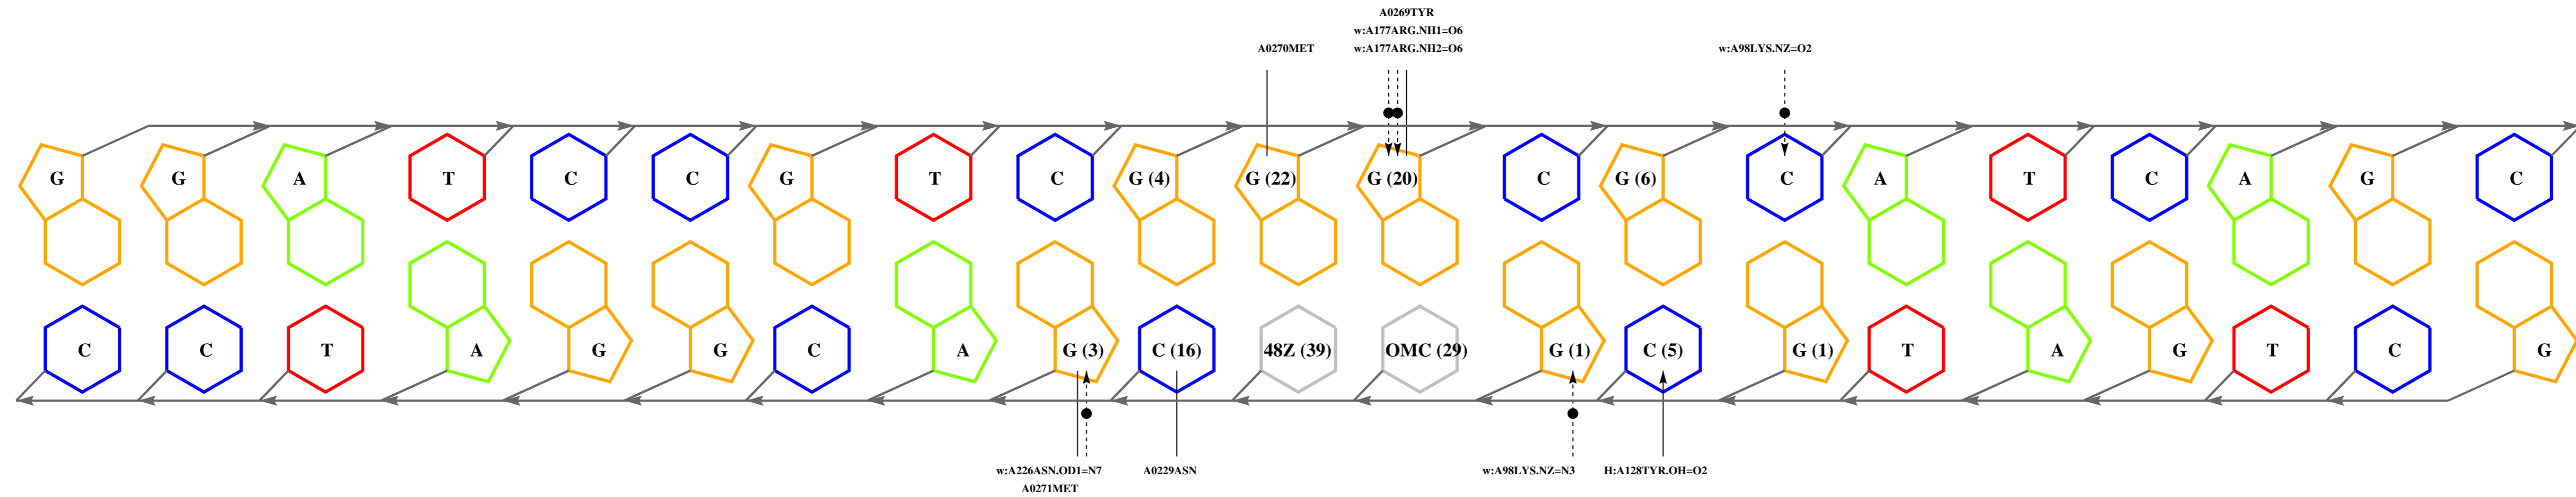 A0269TYR
w:A177ARG.NH1=O6
A0270MET w:A177ARG.NH2=O6 w:A98LYS.NZ=O2
G G A T C C G T C G (4) G (22) G (20) C G (6) C A T C A G C
C C T A G G C A G (3) C (16) 48Z (39) OMC (29) G (1) C (5) G (1) T A G T C G
w:A226ASN.OD1=N7 A0229ASN w:A98LYS.NZ=N3 H:A128TYR.OH=O2
A0271MET